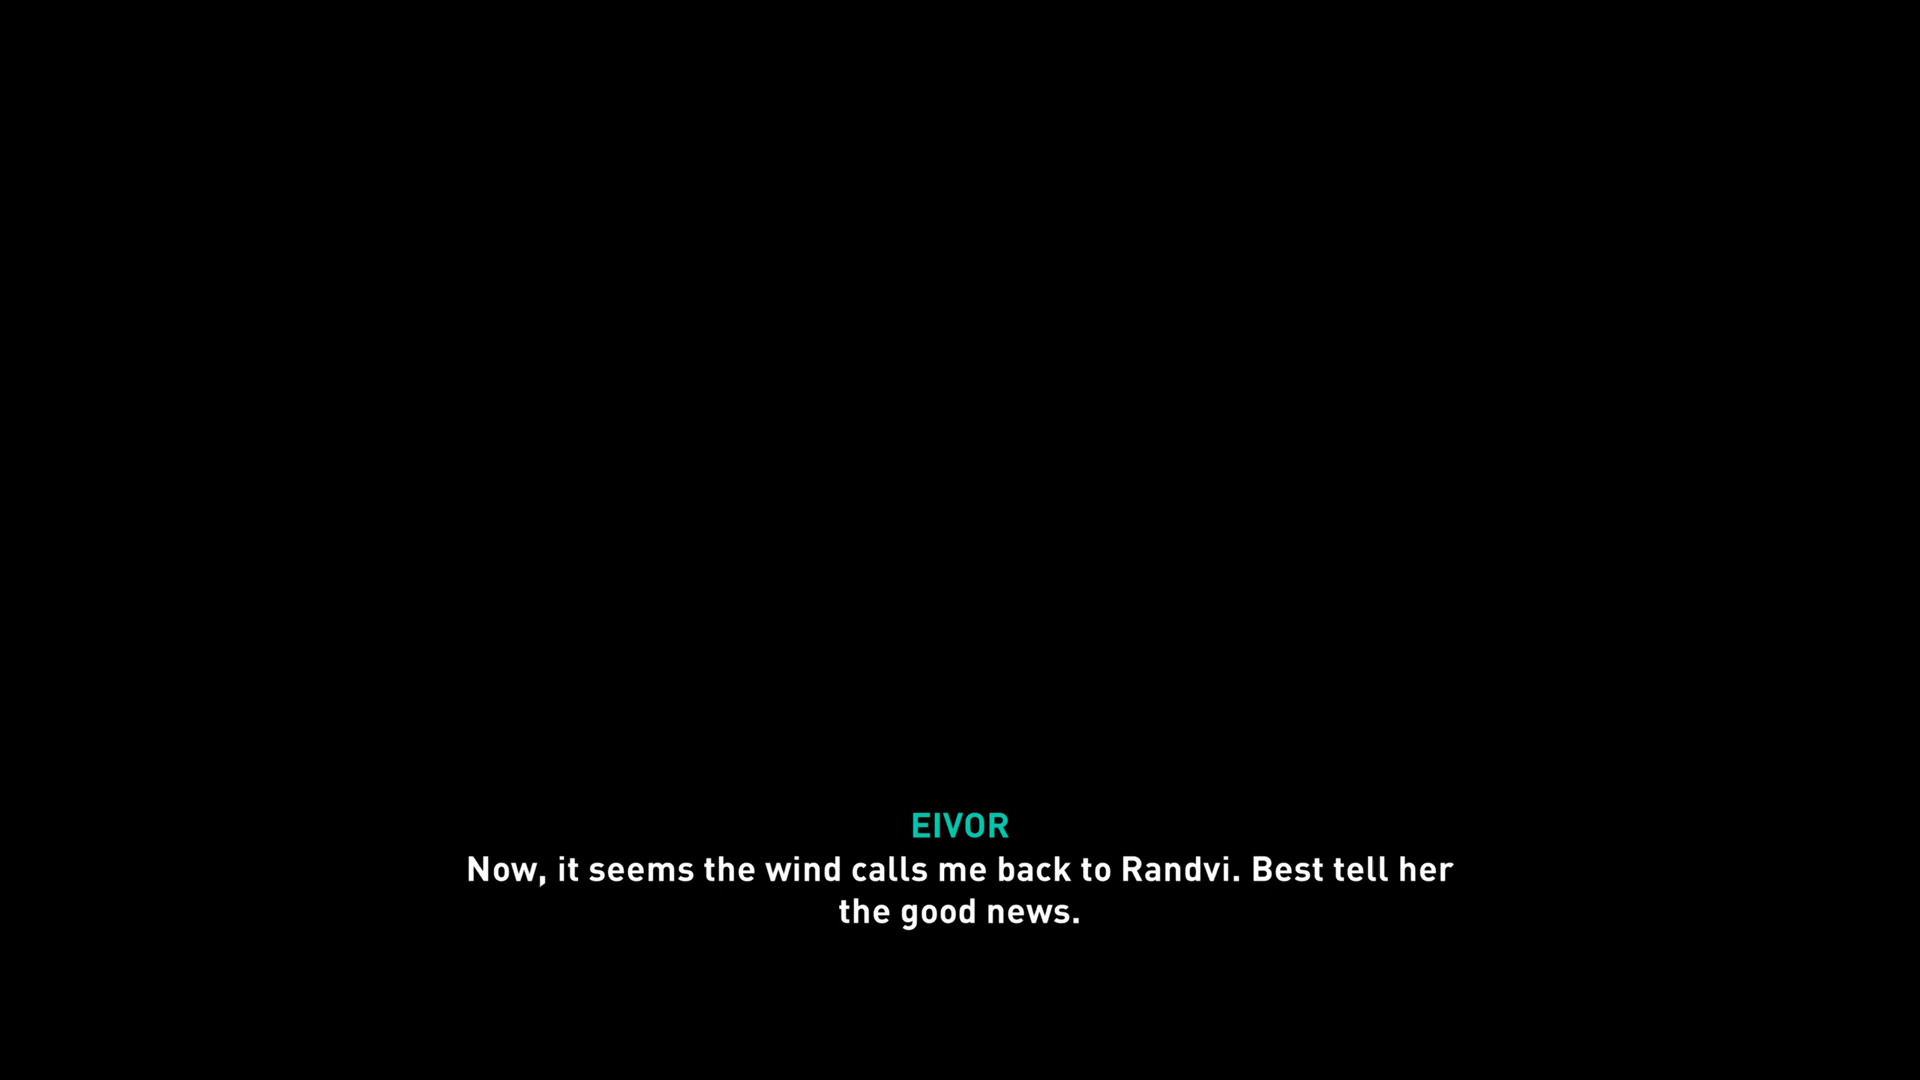 EIVOR
Now, it seems the wind calls me back to Randvi. Best tell her
the good news.